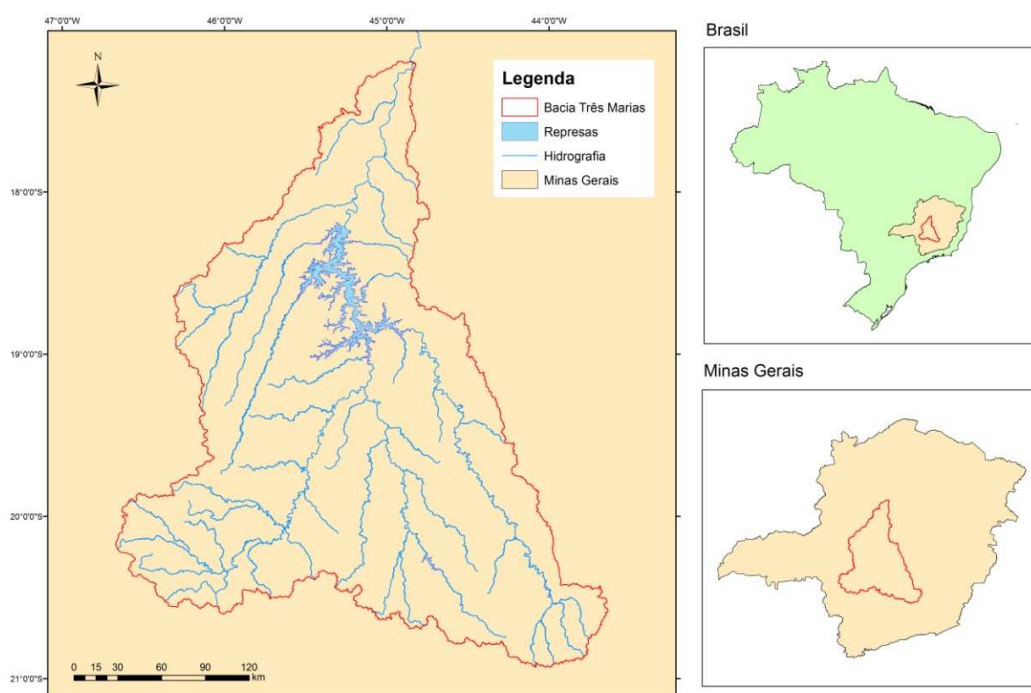 47°0'0"W 46°0'0"W 45°0'0"W 44°0'0"W
N
Legenda
Bacia Três Marias
Represas
Hidrografia
Minas Gerais
18°0'0"S
19°0'0"S
20°0'0"S
21°0'0"S
0 15 30 60 90 120
km
Brasil
Minas Gerais